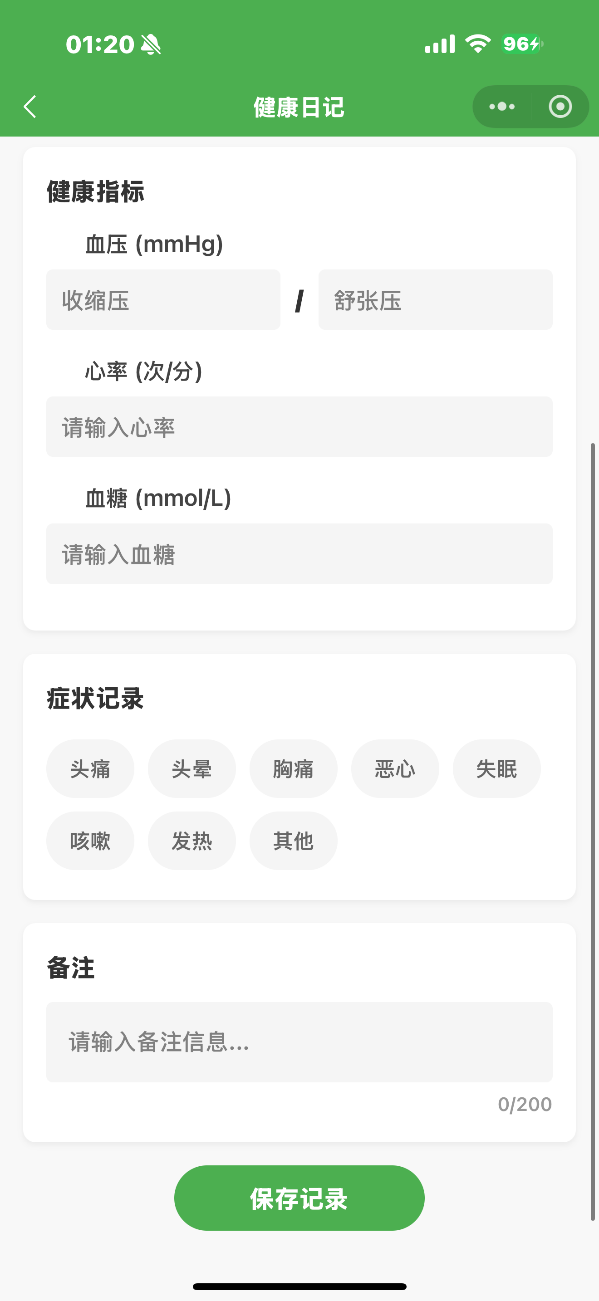 01:20 96
健康日记
健康指标
血压 (mmHg)
收缩压 / 舒张压
心率 (次/分)
请输入心率
血糖 (mmol/L)
请输入血糖
症状记录
头痛 头晕 胸痛 恶心 失眠
咳嗽 发热 其他
备注
请输入备注信息...
0/200
保存记录